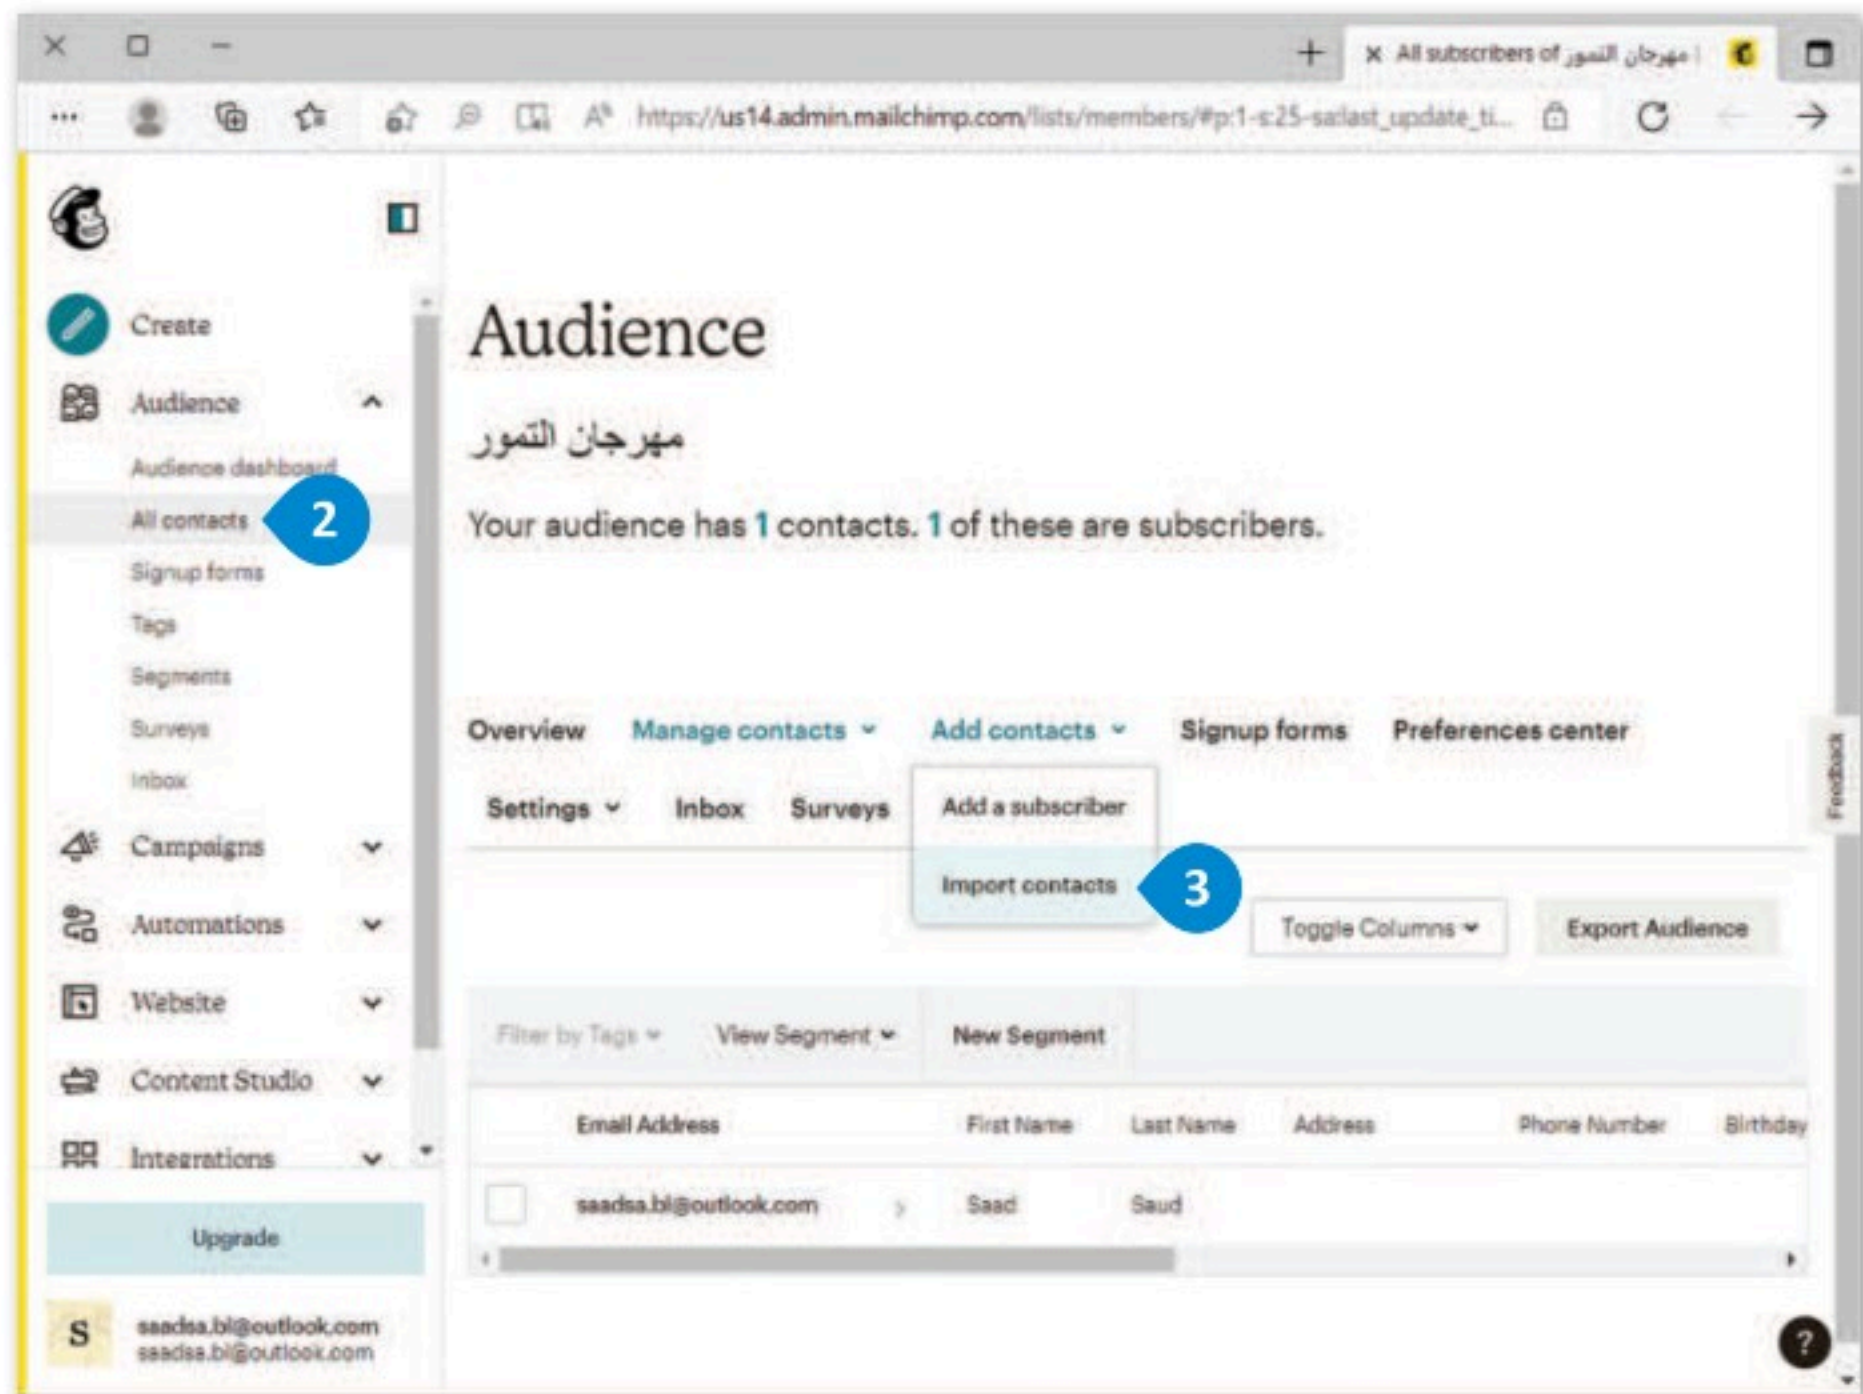 All subscribers of مهرجان التمور |
https://us14.admin.mailchimp.com/lists/members/#p:1-s:25-sa:last_update_ti...
Create
Audience
Audience dashboard
All contacts
2
Signup forms
Tags
Segments
Surveys
Inbox
Campaigns
Automations
Website
Content Studio
Integrations
Upgrade
S
saadsa.bl@outlook.com
saadsa.bl@outlook.com
Audience
مهرجان التمور
Your audience has 1 contacts. 1 of these are subscribers.
Overview Manage contacts Add contacts Signup forms Preferences center
Settings Inbox Surveys Add a subscriber
Import contacts
3
Toggle Columns Export Audience
Filter by Tags View Segment New Segment
Email Address First Name Last Name Address Phone Number Birthday
saadsa.bl@outlook.com Saad Saud
Feedback
?